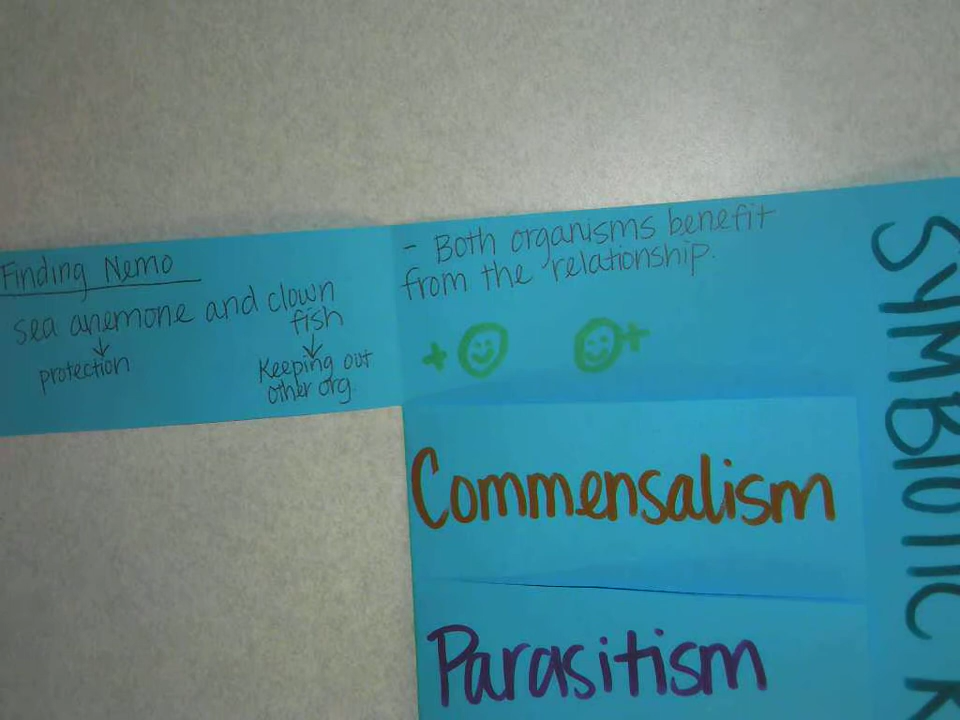 Finding Nemo
sea anemone and clown
fish
protection
Keeping out
other org.
- Both organisms benefit
from the relationship.
+ +
Commensalism
Parasitism
SYMBIOTIC R